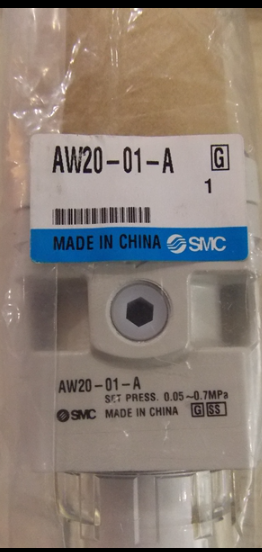 AW20-01-A G
1
MADE IN CHINA SMC
AW20-01-A
SET PRESS. 0.05~0.7MPa
SMC MADE IN CHINA G SS